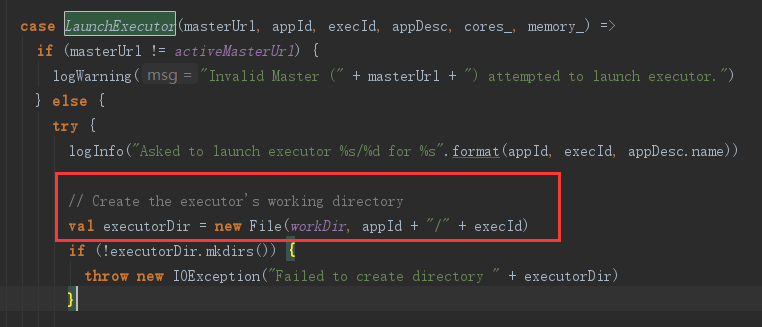 case LaunchExecutor(masterUrl, appId, execId, appDesc, cores_, memory_) =>
if (masterUrl != activeMasterUrl) {
logWarning( msg = "Invalid Master (" + masterUrl + ") attempted to launch executor.")
} else {
try {
logInfo("Asked to launch executor %s/%d for %s".format(appId, execId, appDesc.name))
// Create the executor's working directory
val executorDir = new File(workDir, appId + "/" + execId)
if (!executorDir.mkdirs()) {
throw new IOException("Failed to create directory " + executorDir)
}